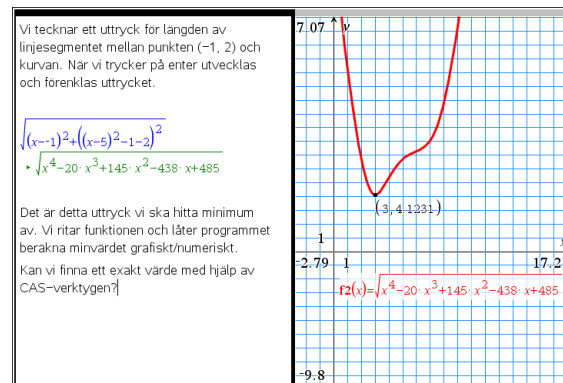 Vi tecknar ett uttryck för längden av
linjesegmentet mellan punkten (−1, 2) och
kurvan. När vi trycker på enter utvecklas
och förenklas uttrycket.
√((x−-1)²+((x−5)²−1−2)²)
▸ √(x⁴−20·x³+145·x²−438·x+485)
Det är detta uttryck vi ska hitta minimum
av. Vi ritar funktionen och låter programmet
beräkna minvärdet grafiskt/numeriskt.
Kan vi finna ett exakt värde med hjälp av
CAS−verktygen?
7.07 y
(3,4.1231)
1
x
-2.79 1 17.2
f2(x)=√(x⁴−20·x³+145·x²−438·x+485)
-9.8